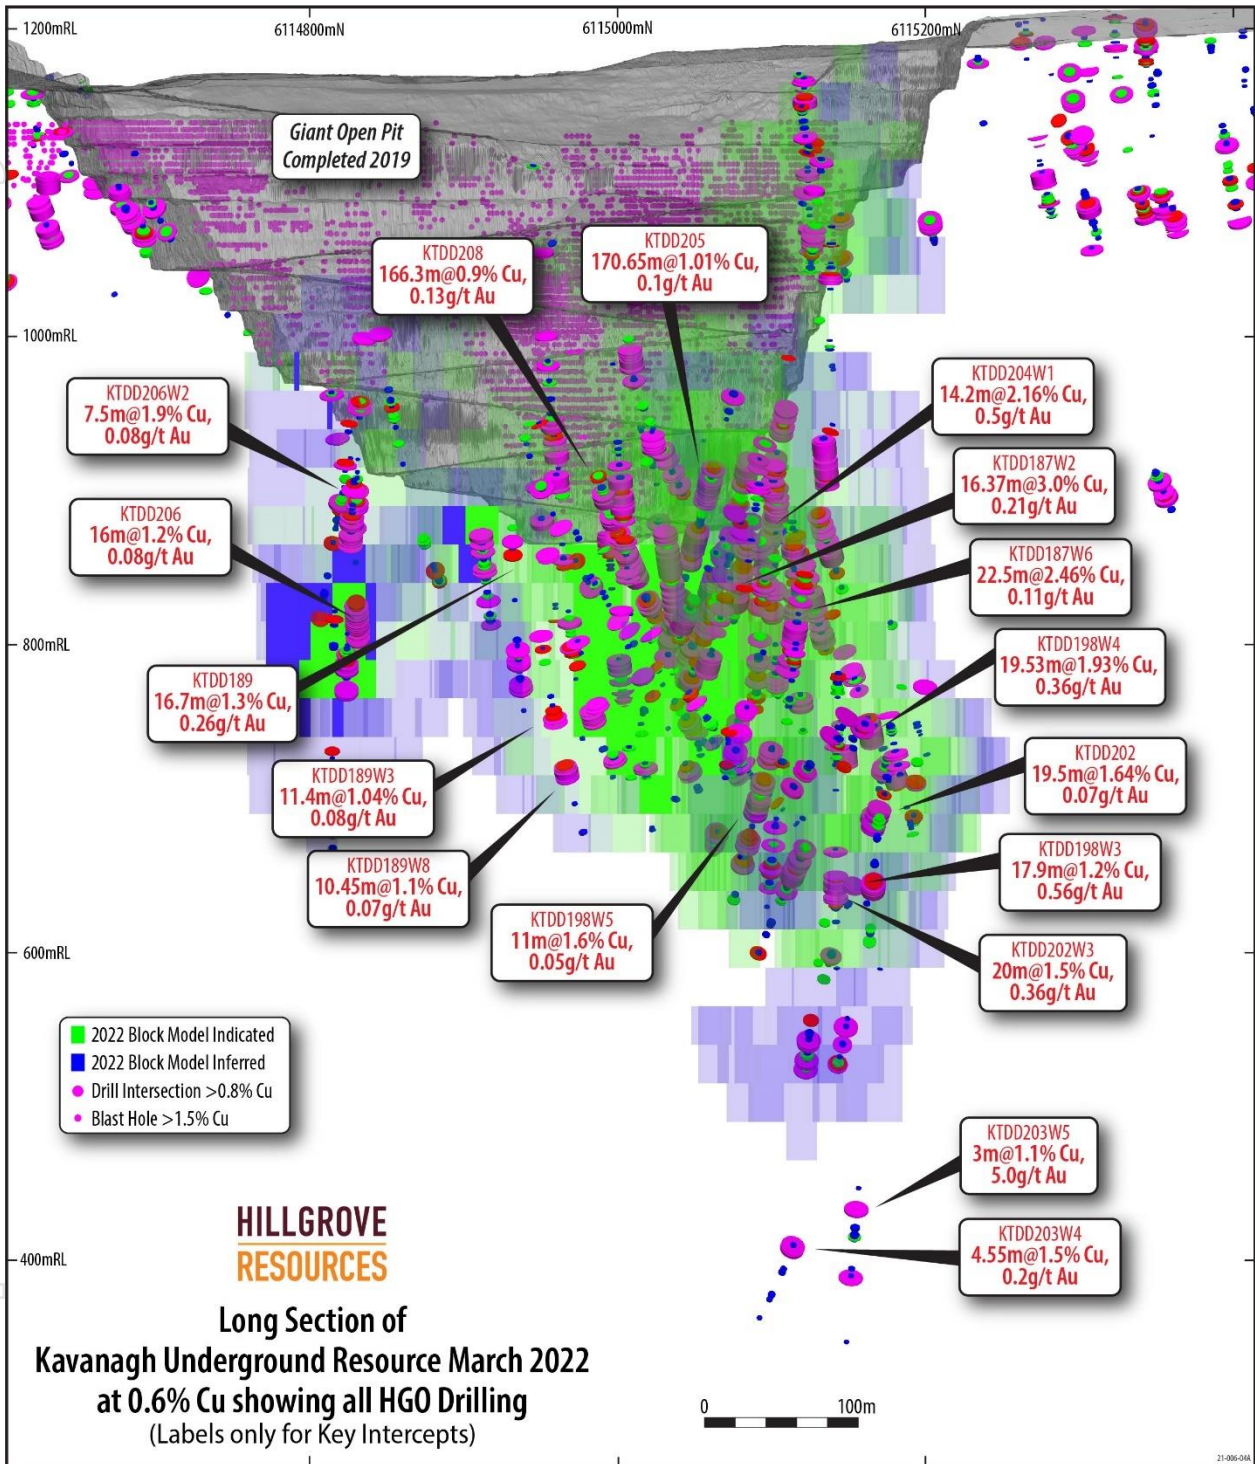 1200mRL
6114800mN
6115000mN
6115200mN
Giant Open Pit
Completed 2019
KTDD208
166.3m@0.9% Cu,
0.13g/t Au
KTDD205
170.65m@1.01% Cu,
0.1g/t Au
1000mRL
KTDD206W2
7.5m@1.9% Cu,
0.08g/t Au
KTDD204W1
14.2m@2.16% Cu,
0.5g/t Au
KTDD187W2
16.37m@3.0% Cu,
0.21g/t Au
KTDD206
16m@1.2% Cu,
0.08g/t Au
KTDD187W6
22.5m@2.46% Cu,
0.11g/t Au
800mRL
KTDD198W4
19.53m@1.93% Cu,
0.36g/t Au
KTDD189
16.7m@1.3% Cu,
0.26g/t Au
KTDD202
19.5m@1.64% Cu,
0.07g/t Au
KTDD189W3
11.4m@1.04% Cu,
0.08g/t Au
KTDD198W3
17.9m@1.2% Cu,
0.56g/t Au
KTDD189W8
10.45m@1.1% Cu,
0.07g/t Au
KTDD198W5
11m@1.6% Cu,
0.05g/t Au
600mRL
KTDD202W3
20m@1.5% Cu,
0.36g/t Au
2022 Block Model Indicated
2022 Block Model Inferred
Drill Intersection >0.8% Cu
Blast Hole >1.5% Cu
KTDD203W5
3m@1.1% Cu,
5.0g/t Au
KTDD203W4
4.55m@1.5% Cu,
0.2g/t Au
400mRL
HILLGROVE
RESOURCES
Long Section of
Kavanagh Underground Resource March 2022
at 0.6% Cu showing all HGO Drilling
(Labels only for Key Intercepts)
0 100m
21-006-04A